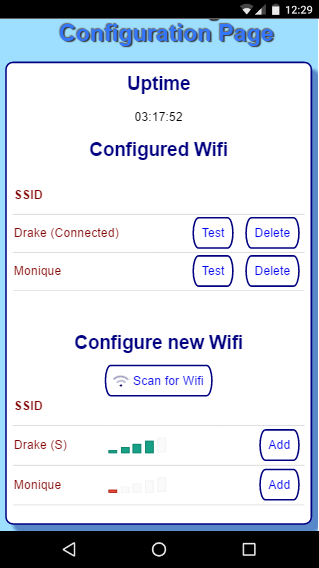 12:29
Configuration Page
Uptime
03:17:52
Configured Wifi
SSID
Drake (Connected) Test Delete
Monique Test Delete
Configure new Wifi
Scan for Wifi
SSID
Drake (S) Add
Monique Add